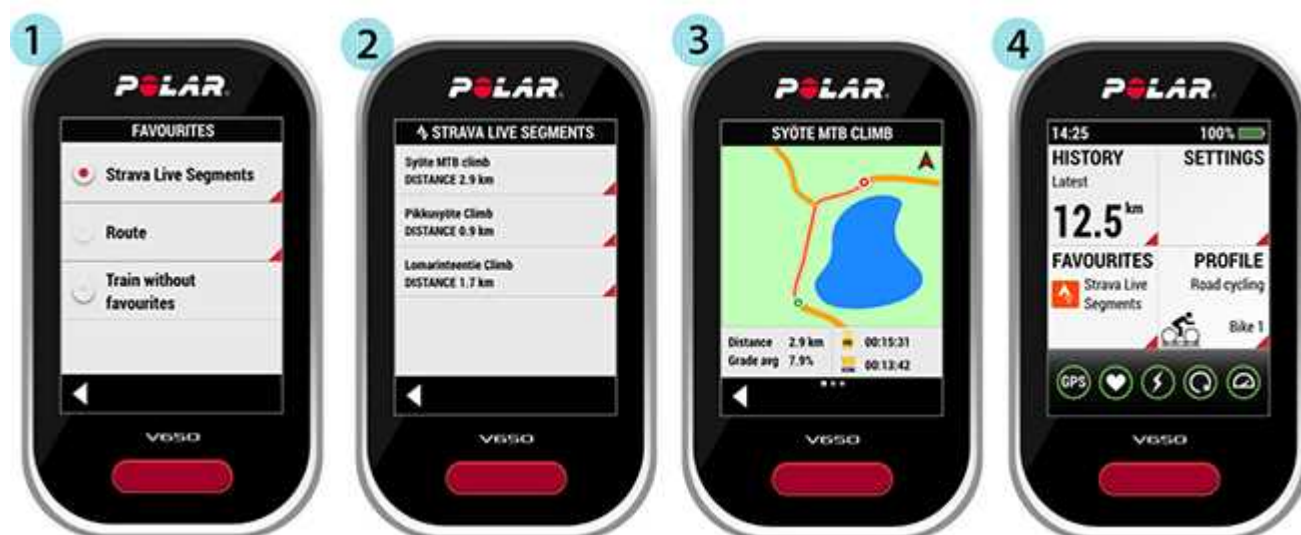 1
POLAR
FAVOURITES
Strava Live Segments
Route
Train without
favourites
V650
2
POLAR
STRAVA LIVE SEGMENTS
Syöte MTB climb
DISTANCE 2.9 km
Pikkusyöte Climb
DISTANCE 0.9 km
Lomarinteentie Climb
DISTANCE 1.7 km
V650
3
POLAR
SYÖTE MTB CLIMB
Distance 2.9 km 00:15:31
Grade avg 7.9% 00:13:42
V650
4
POLAR
14:25 100%
HISTORY SETTINGS
Latest
12.5 km
FAVOURITES PROFILE
Strava Live Road cycling
Segments
Bike 1
GPS
V650